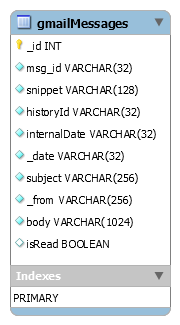 gmailMessages
_id INT
msg_id VARCHAR(32)
snippet VARCHAR(128)
historyId VARCHAR(32)
internalDate VARCHAR(32)
_date VARCHAR(32)
subject VARCHAR(256)
_from VARCHAR(256)
body VARCHAR(1024)
isRead BOOLEAN
Indexes
PRIMARY